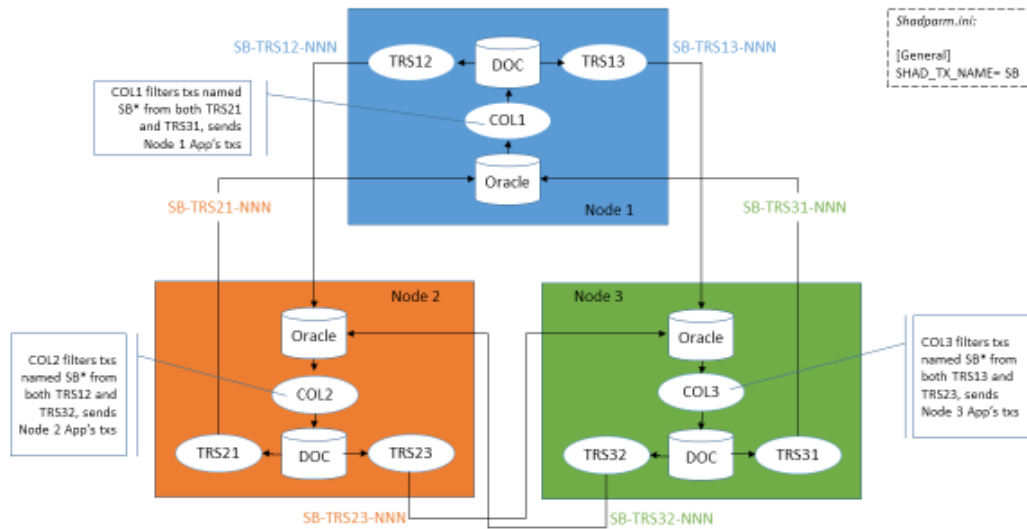 Shadparm.ini:
[General]
SHAD_TX_NAME= SB
SB-TRS12-NNN
TRS12
DOC
TRS13
SB-TRS13-NNN
COL1 filters txs named
SB* from both TRS21
and TRS31, sends
Node 1 App's txs
COL1
Oracle
Node 1
SB-TRS21-NNN
SB-TRS31-NNN
Node 2
Oracle
COL2 filters txs
named SB* from
both TRS12 and
TRS32, sends
Node 2 App's txs
COL2
TRS21
DOC
TRS23
SB-TRS23-NNN
Node 3
Oracle
COL3 filters txs
named SB* from
both TRS13 and
TRS23, sends
Node 3 App's txs
COL3
TRS32
DOC
TRS31
SB-TRS32-NNN